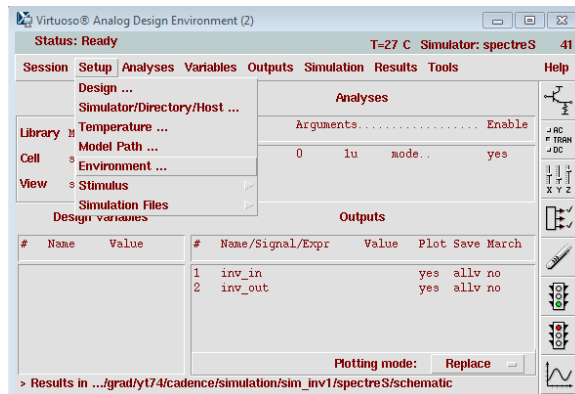 Virtuoso® Analog Design Environment (2)
Status: Ready T=27 C Simulator: spectreS 41
Session Setup Analyses Variables Outputs Simulation Results Tools Help
Design ...
Simulator/Directory/Host ...
Temperature ...
Model Path ...
Environment ...
Stimulus
Simulation Files
Analyses
Library
Cell
View
Arguments................... Enable
0 1u mode.. yes
Design Variables
Outputs
# Name Value
# Name/Signal/Expr Value Plot Save March
1 inv_in yes allv no
2 inv_out yes allv no
Plotting mode: Replace
> Results in .../grad/yt74/cadence/simulation/sim_inv1/spectreS/schematic
AC
TRAN
DC
X Y Z